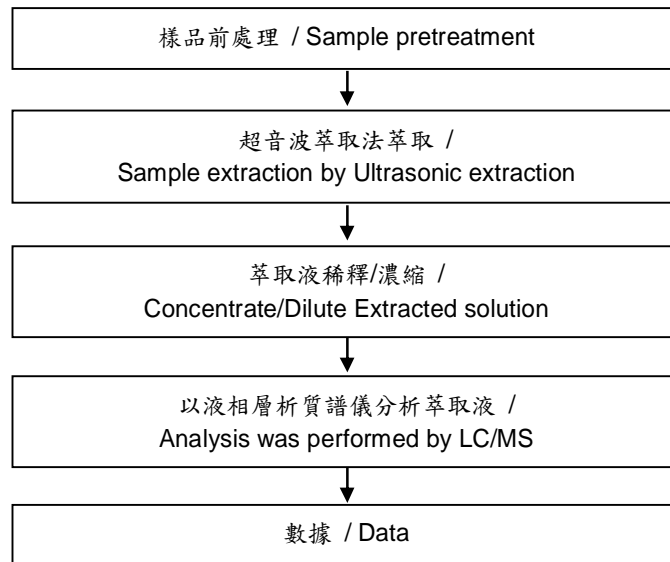 樣品前處理 / Sample pretreatment
超音波萃取法萃取 /
Sample extraction by Ultrasonic extraction
萃取液稀釋/濃縮 /
Concentrate/Dilute Extracted solution
以液相層析質譜儀分析萃取液 /
Analysis was performed by LC/MS
數據 / Data